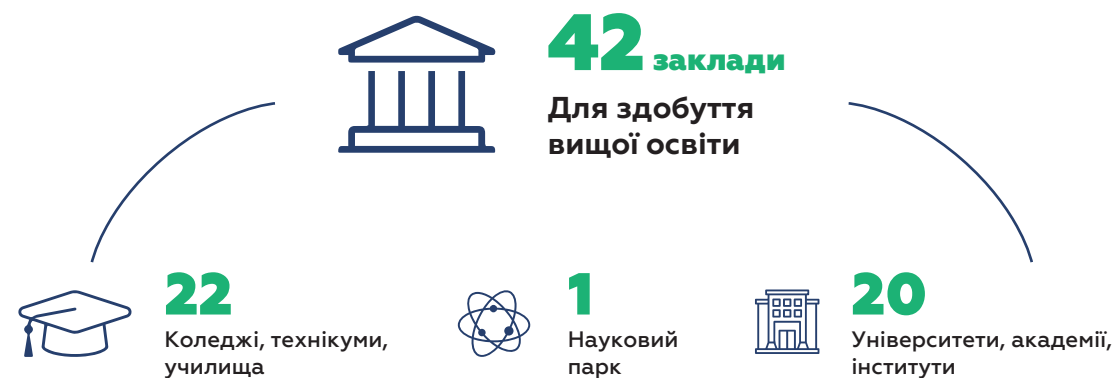 42 заклади
Для здобуття
вищої освіти
22
Коледжі, технікуми,
училища
1
Науковий
парк
20
Університети, академії,
інститути